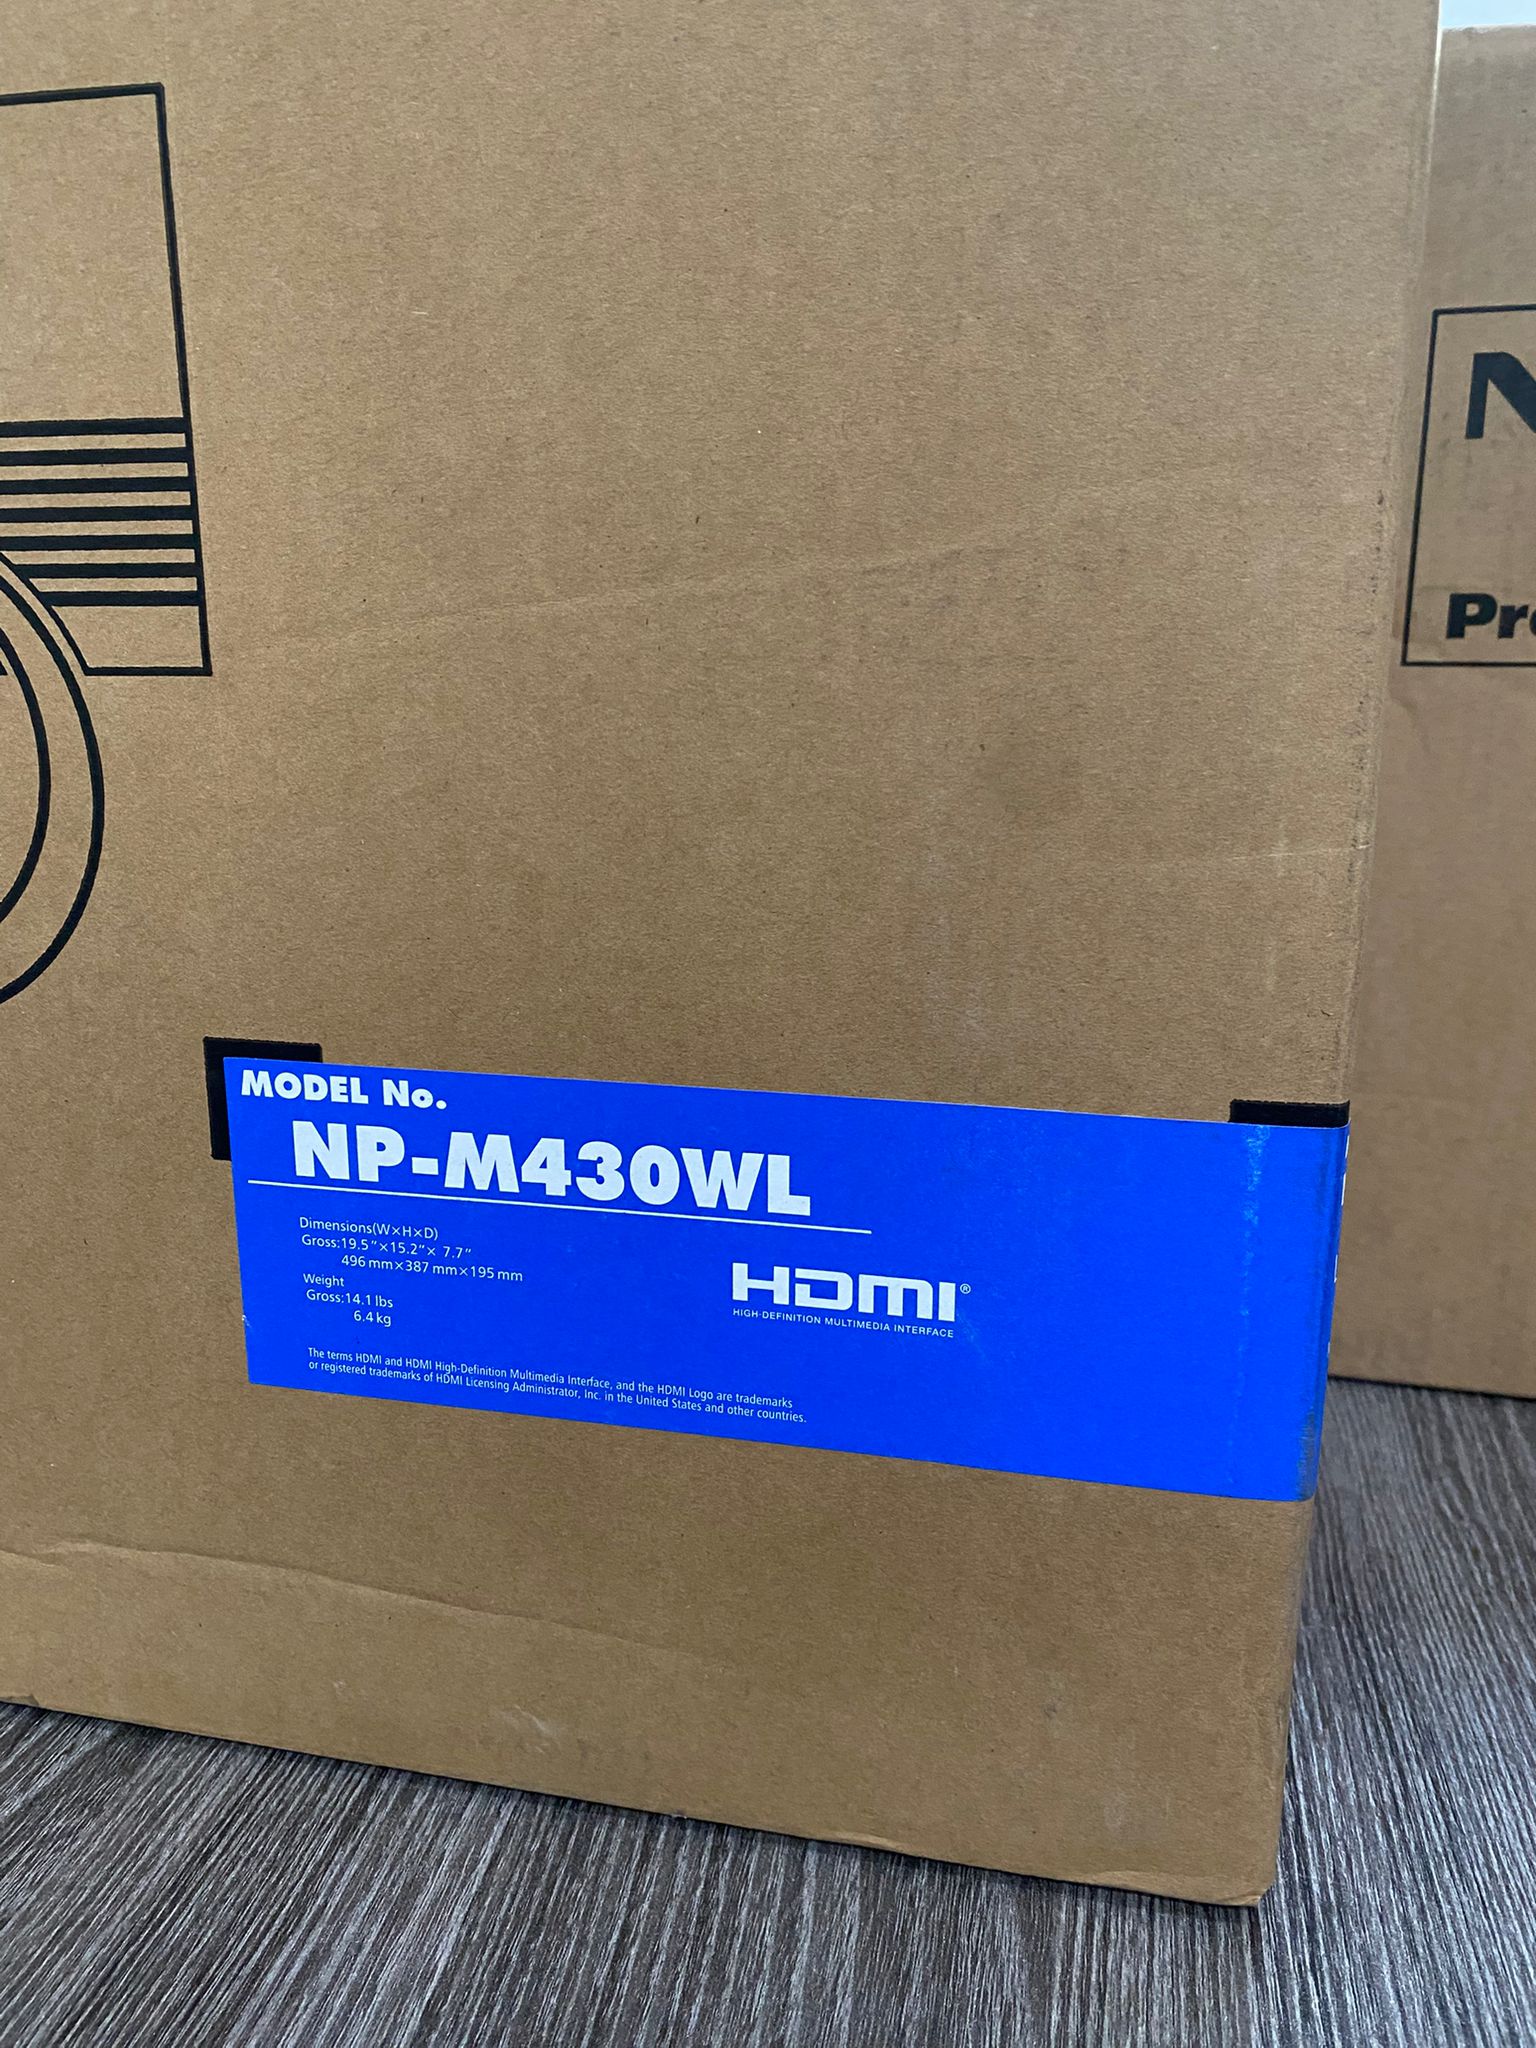 MODEL No.
NP-M430WL
Dimensions(W×H×D)
Gross:19.5"×15.2"× 7.7"
496 mm×387 mm×195 mm
Weight
Gross:14.1 lbs
6.4 kg
HDMI®
HIGH-DEFINITION MULTIMEDIA INTERFACE
The terms HDMI and HDMI High-Definition Multimedia Interface, and the HDMI Logo are trademarks
or registered trademarks of HDMI Licensing Administrator, Inc. in the United States and other countries.